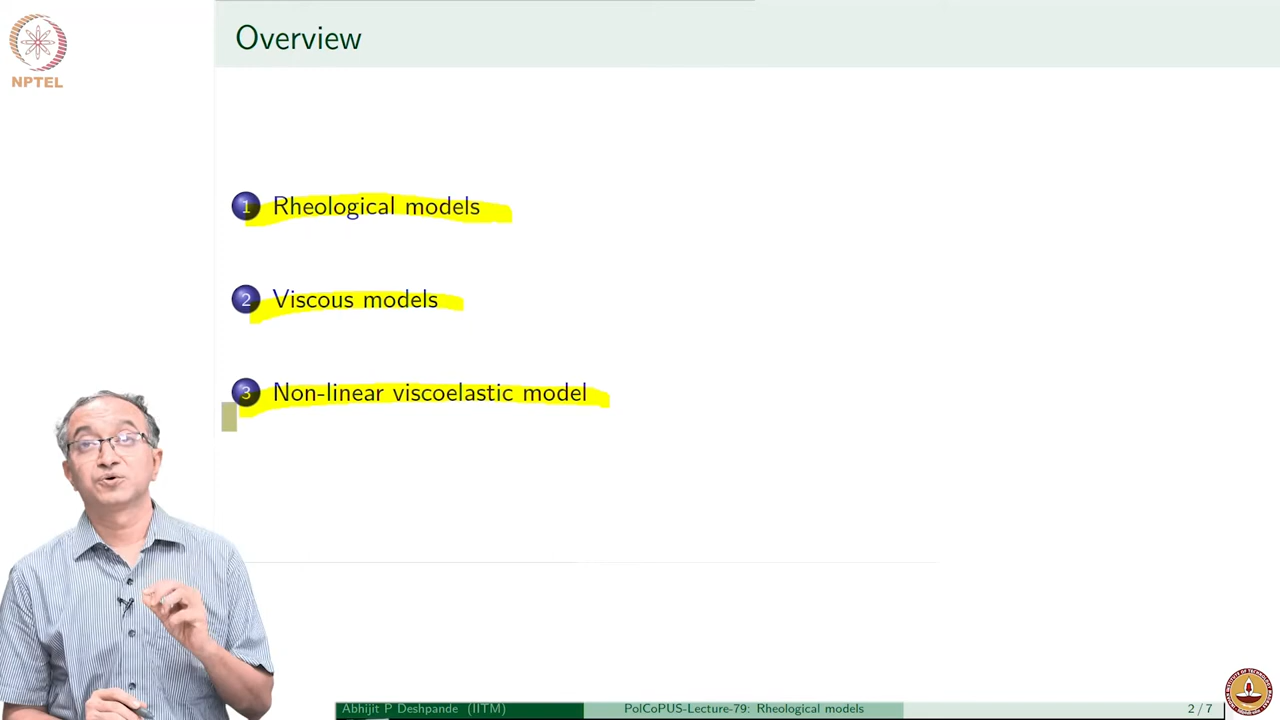 Overview
NPTEL
1 Rheological models
2 Viscous models
3 Non-linear viscoelastic model
Abhijit P Deshpande (IITM) PolCoPUS-Lecture-79: Rheological models 2 / 7